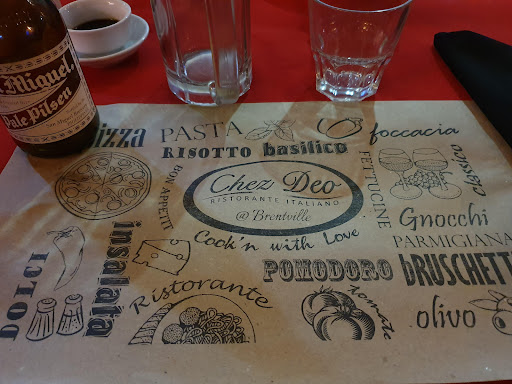 San Miguel
Pale Pilsen
pizza
PASTA
foccacia
RISOTTO
basilico
BON APPETIT
FETTUCINE
classico
Chez Deo
RISTORANTE ITALIANO
@ Brentville
Cook'n with Love
Gnocchi
PARMIGIANA
DOLCI
insalata
POMODORO
bRUSCHETT
Ristorante
tomate
olivo